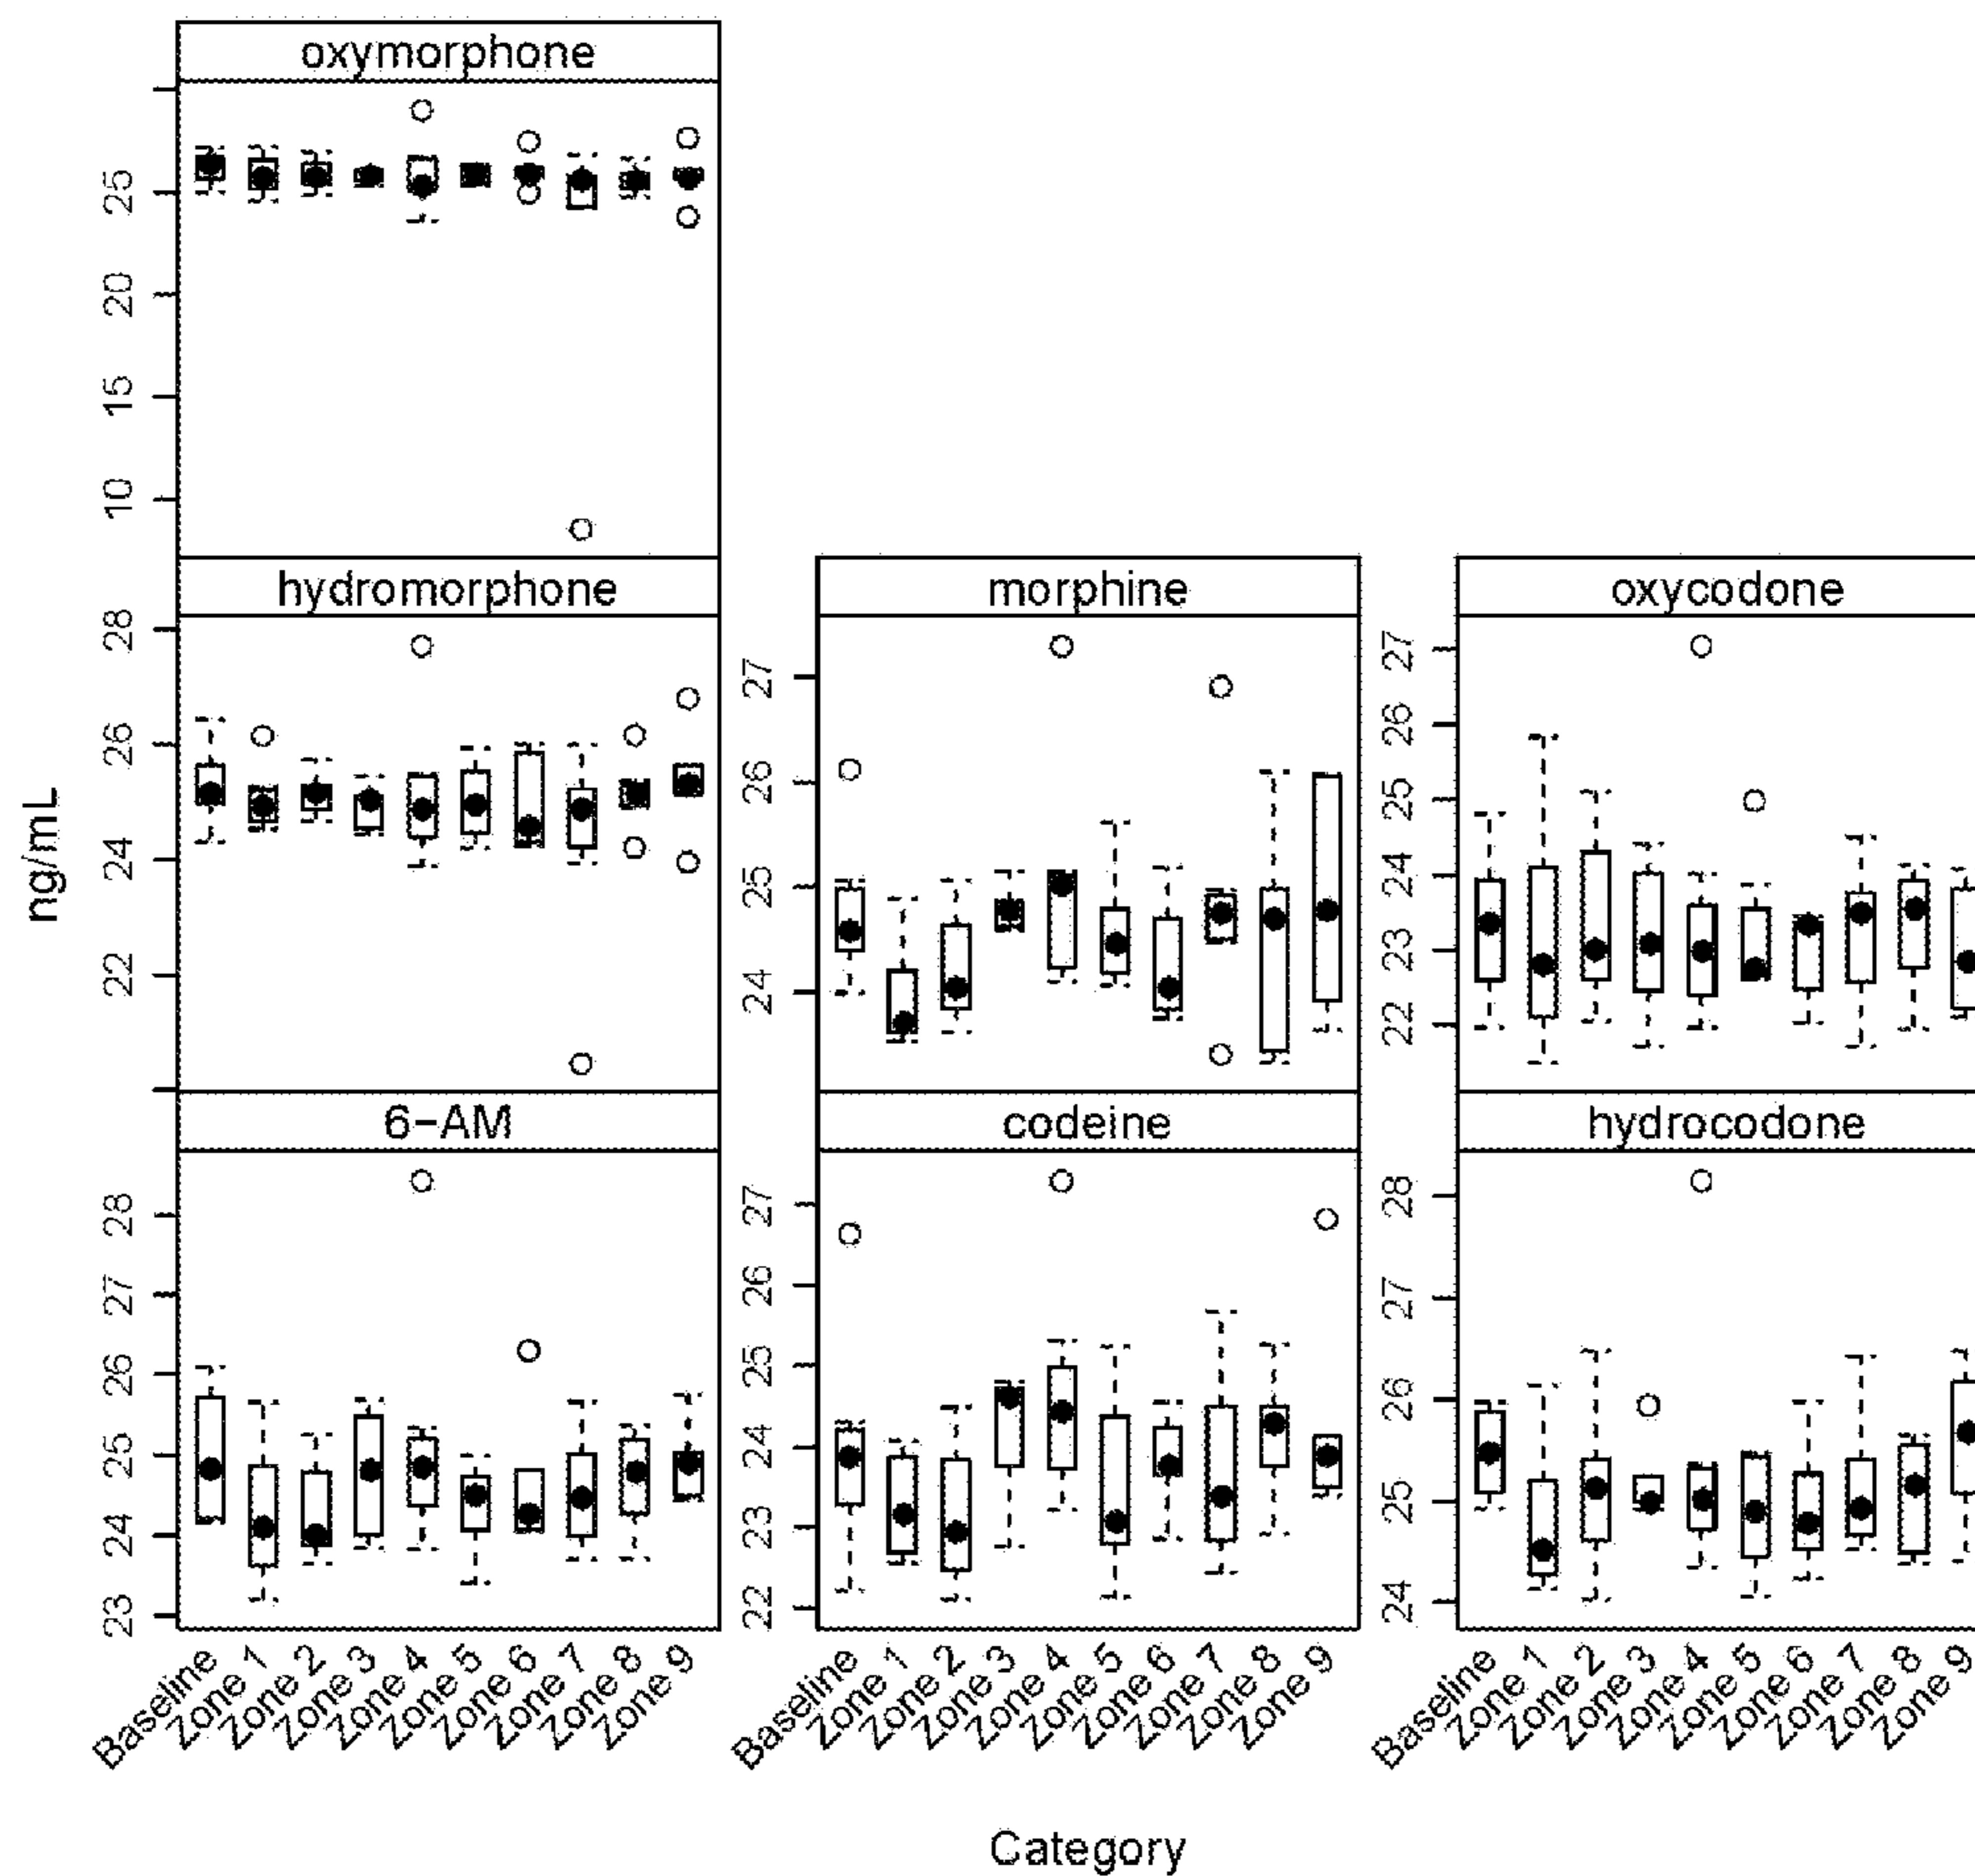 oxymorphone
25
20
15
10
hydromorphone
28
26
24
22
morphine
27
26
25
24
oxycodone
27
26
25
24
23
22
ng/mL
6-AM
28
27
26
25
24
23
codeine
27
26
25
24
23
22
hydrocodone
28
27
26
25
24
Baseline
Zone 1
Zone 2
Zone 3
Zone 4
Zone 5
Zone 6
Zone 7
Zone 8
Zone 9
Baseline
Zone 1
Zone 2
Zone 3
Zone 4
Zone 5
Zone 6
Zone 7
Zone 8
Zone 9
Baseline
Zone 1
Zone 2
Zone 3
Zone 4
Zone 5
Zone 6
Zone 7
Zone 8
Zone 9
Category